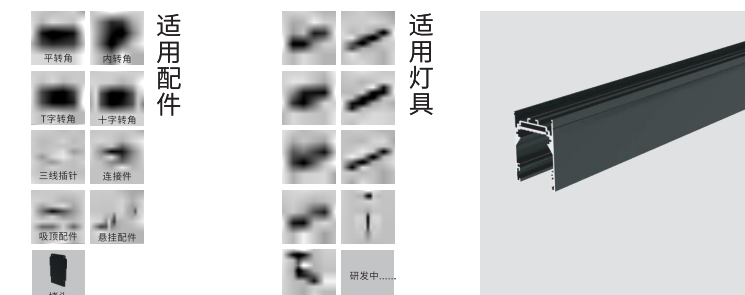 适用配件
平转角
内转角
T字转角
十字转角
三线插针
连接件
吸顶配件
悬挂配件
适用灯具
研发中......